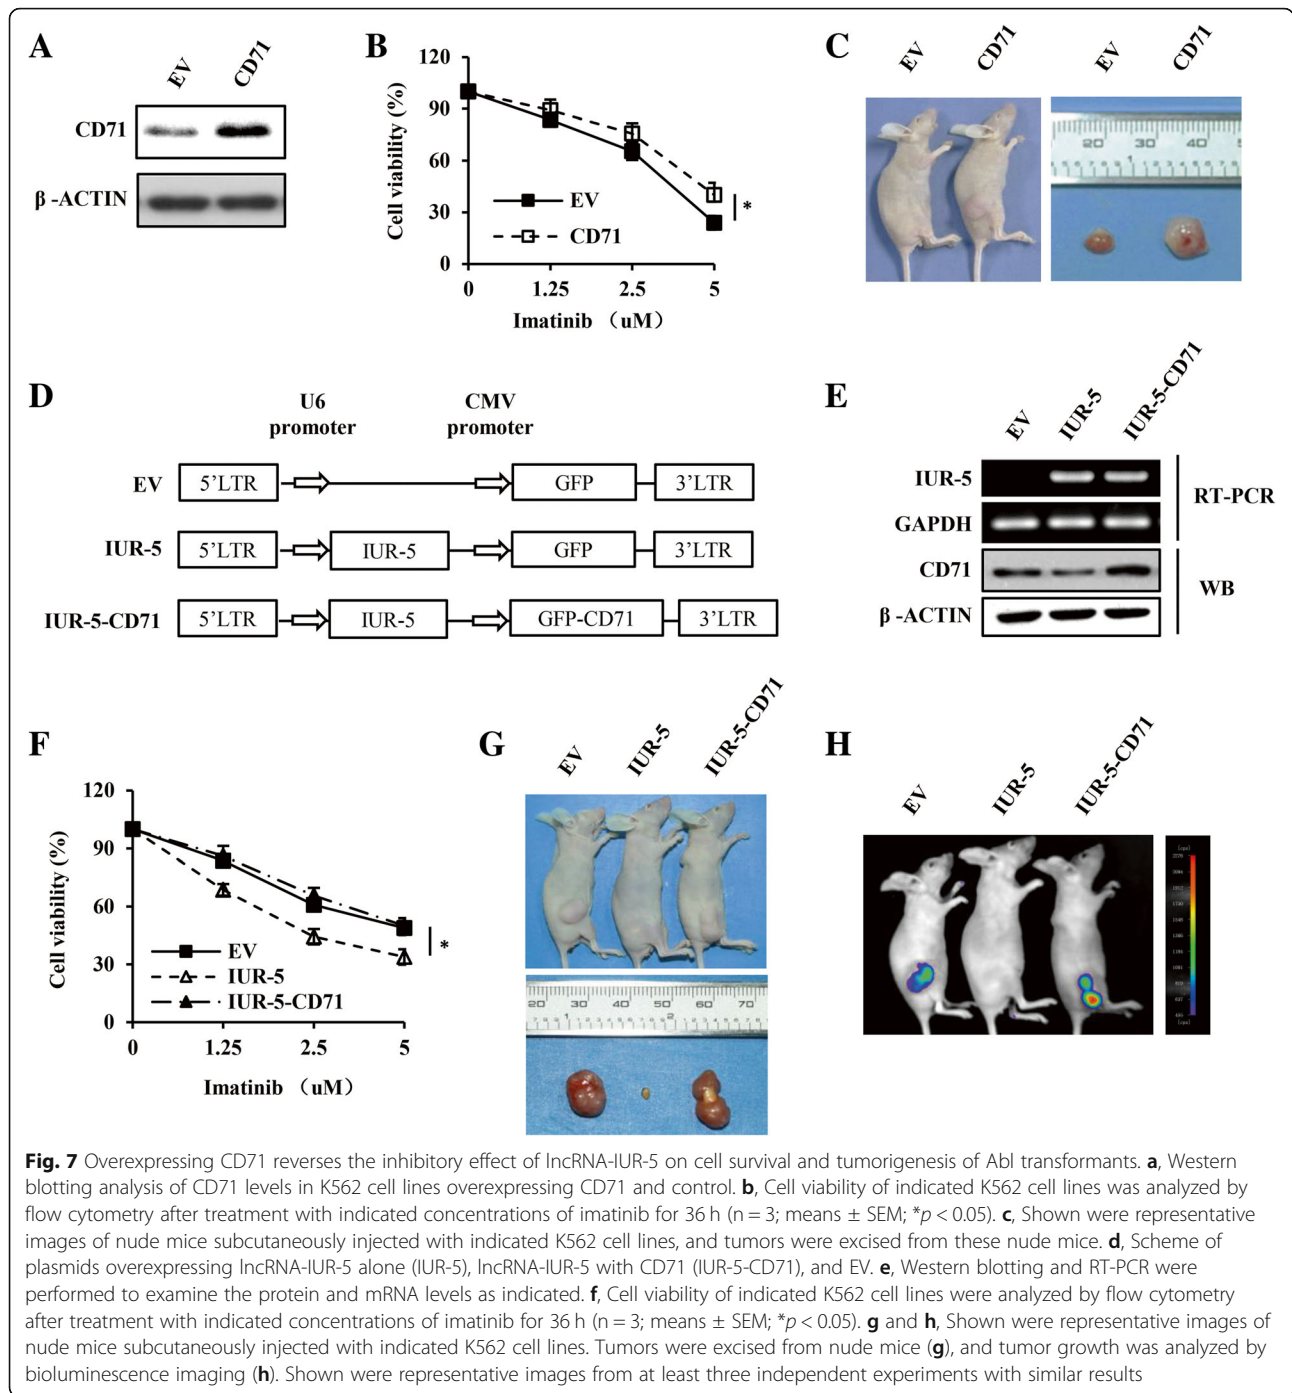 A
EV
CD71
CD71
β -ACTIN
B
120
90
60
30
0
Cell viability (%)
EV
CD71
*
0 1.25 2.5 5
Imatinib （uM）
C
EV
CD71
EV
CD71
20 30 40 5
1
D
U6
promoter
CMV
promoter
EV 5’LTR GFP 3’LTR
IUR-5 5’LTR IUR-5 GFP 3’LTR
IUR-5-CD71 5’LTR IUR-5 GFP-CD71 3’LTR
E
EV
IUR-5
IUR-5-CD71
IUR-5
GAPDH
RT-PCR
CD71
β -ACTIN
WB
F
120
90
60
30
0
Cell viability (%)
EV
IUR-5
IUR-5-CD71
*
0 1.25 2.5 5
Imatinib （uM）
G
EV
IUR-5
IUR-5-CD71
20 30 40 50 60 70
1 2
H
EV
IUR-5
IUR-5-CD71
Fig. 7 Overexpressing CD71 reverses the inhibitory effect of lncRNA-IUR-5 on cell survival and tumorigenesis of Abl transformants. a, Western
blotting analysis of CD71 levels in K562 cell lines overexpressing CD71 and control. b, Cell viability of indicated K562 cell lines was analyzed by
flow cytometry after treatment with indicated concentrations of imatinib for 36 h (n = 3; means ± SEM; *p < 0.05). c, Shown were representative
images of nude mice subcutaneously injected with indicated K562 cell lines, and tumors were excised from these nude mice. d, Scheme of
plasmids overexpressing lncRNA-IUR-5 alone (IUR-5), lncRNA-IUR-5 with CD71 (IUR-5-CD71), and EV. e, Western blotting and RT-PCR were
performed to examine the protein and mRNA levels as indicated. f, Cell viability of indicated K562 cell lines were analyzed by flow cytometry
after treatment with indicated concentrations of imatinib for 36 h (n = 3; means ± SEM; *p < 0.05). g and h, Shown were representative images of
nude mice subcutaneously injected with indicated K562 cell lines. Tumors were excised from nude mice (g), and tumor growth was analyzed by
bioluminescence imaging (h). Shown were representative images from at least three independent experiments with similar results